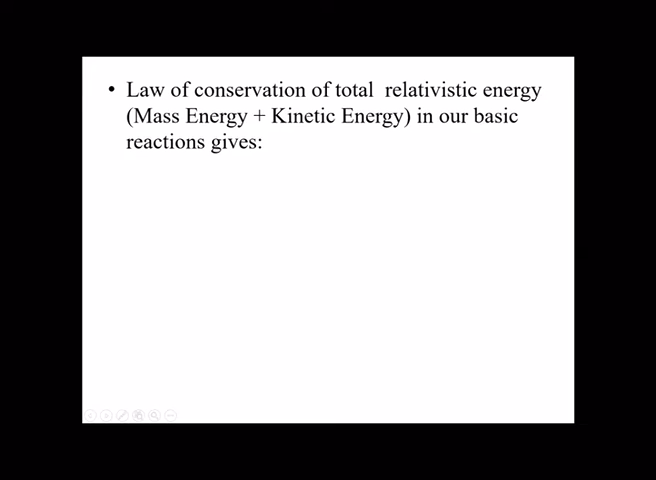 • Law of conservation of total relativistic energy
(Mass Energy + Kinetic Energy) in our basic
reactions gives: